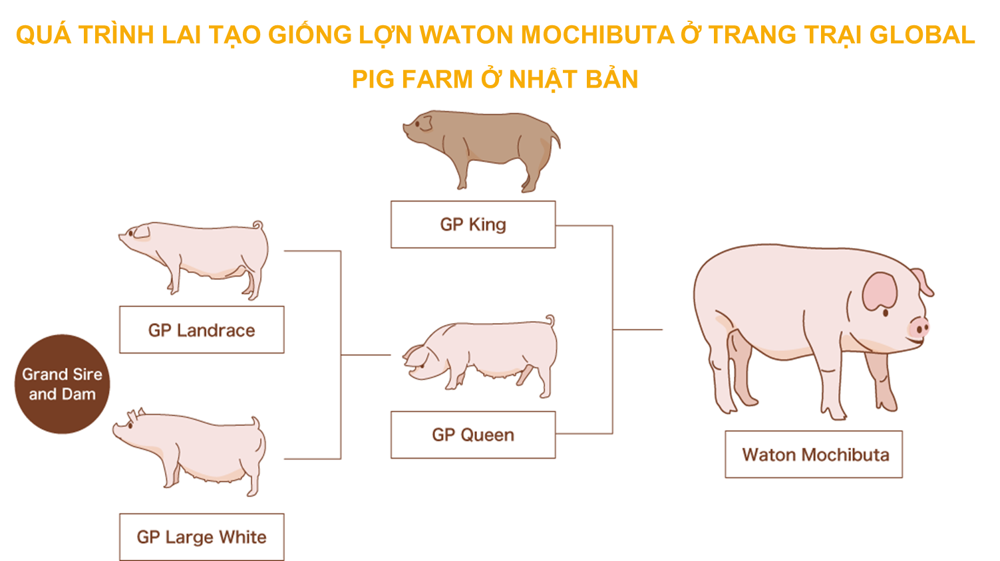 QUÁ TRÌNH LAI TẠO GIỐNG LỢN WATON MOCHIBUTA Ở TRANG TRẠI GLOBAL
PIG FARM Ở NHẬT BẢN
GP King
GP Landrace
Grand Sire
and Dam
GP Queen
Waton Mochibuta
GP Large White